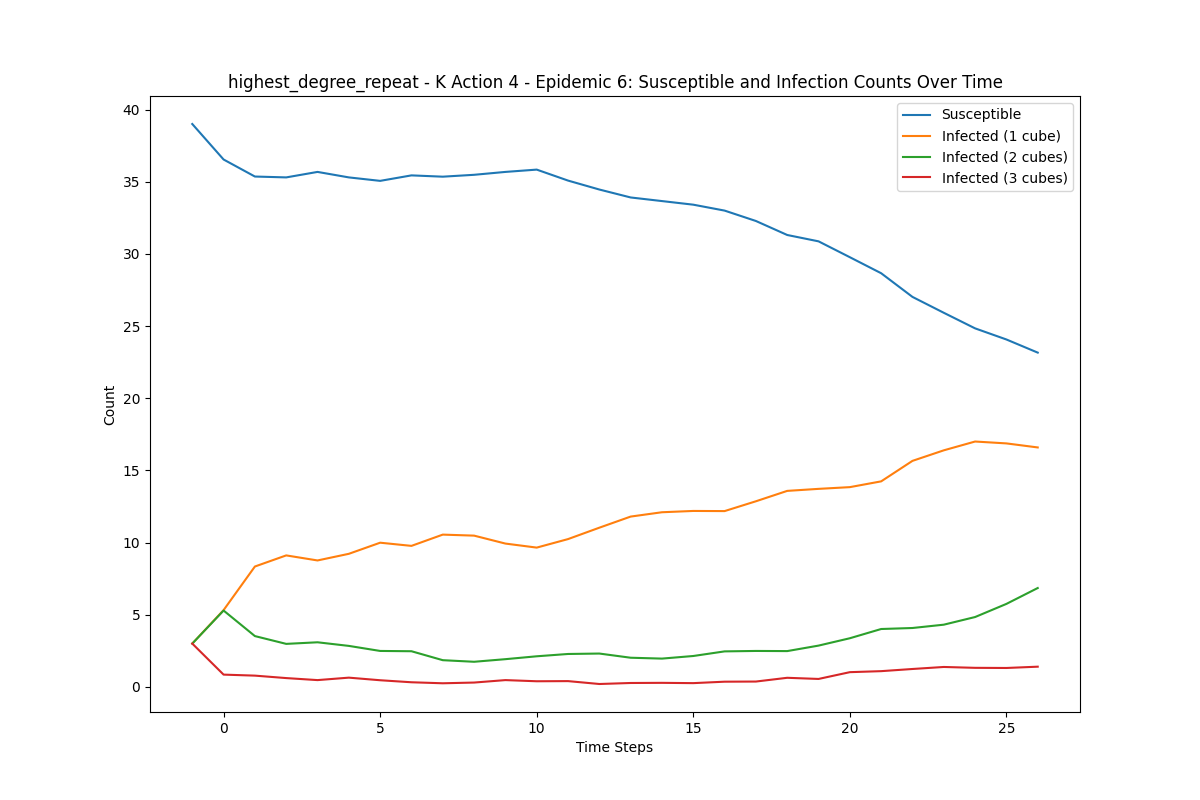 highest_degree_repeat - K Action 4 - Epidemic 6: Susceptible and Infection Counts Over Time
Susceptible
Infected (1 cube)
Infected (2 cubes)
Infected (3 cubes)
40
35
30
25
20
15
10
5
0
Count
0 5 10 15 20 25
Time Steps